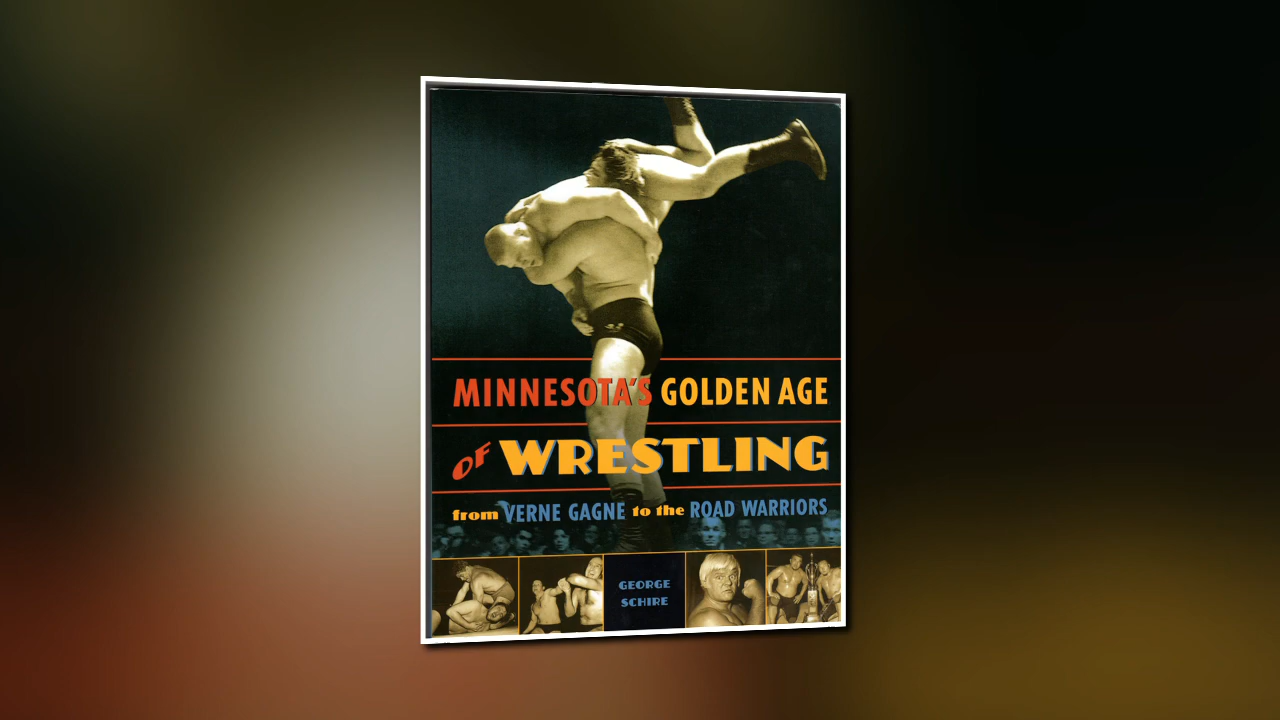 MINNESOTA'S GOLDEN AGE
OF WRESTLING
from VERNE GAGNE to the ROAD WARRIORS
GEORGE
SCHIRE